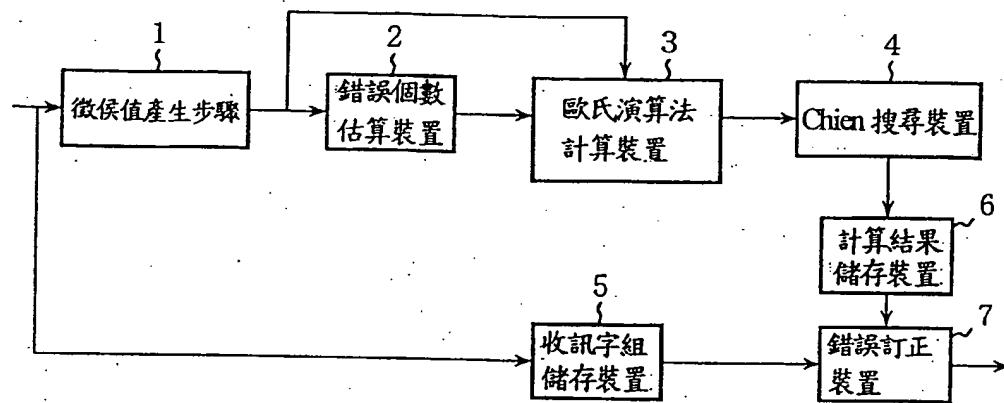 1
徵侯值產生步驟
2
錯誤個數
估算裝置
3
歐氏演算法
計算裝置
4
Chien 搜尋裝置
6
計算結果
儲存裝置
5
收訊字組
儲存裝置
7
錯誤訂正
裝置